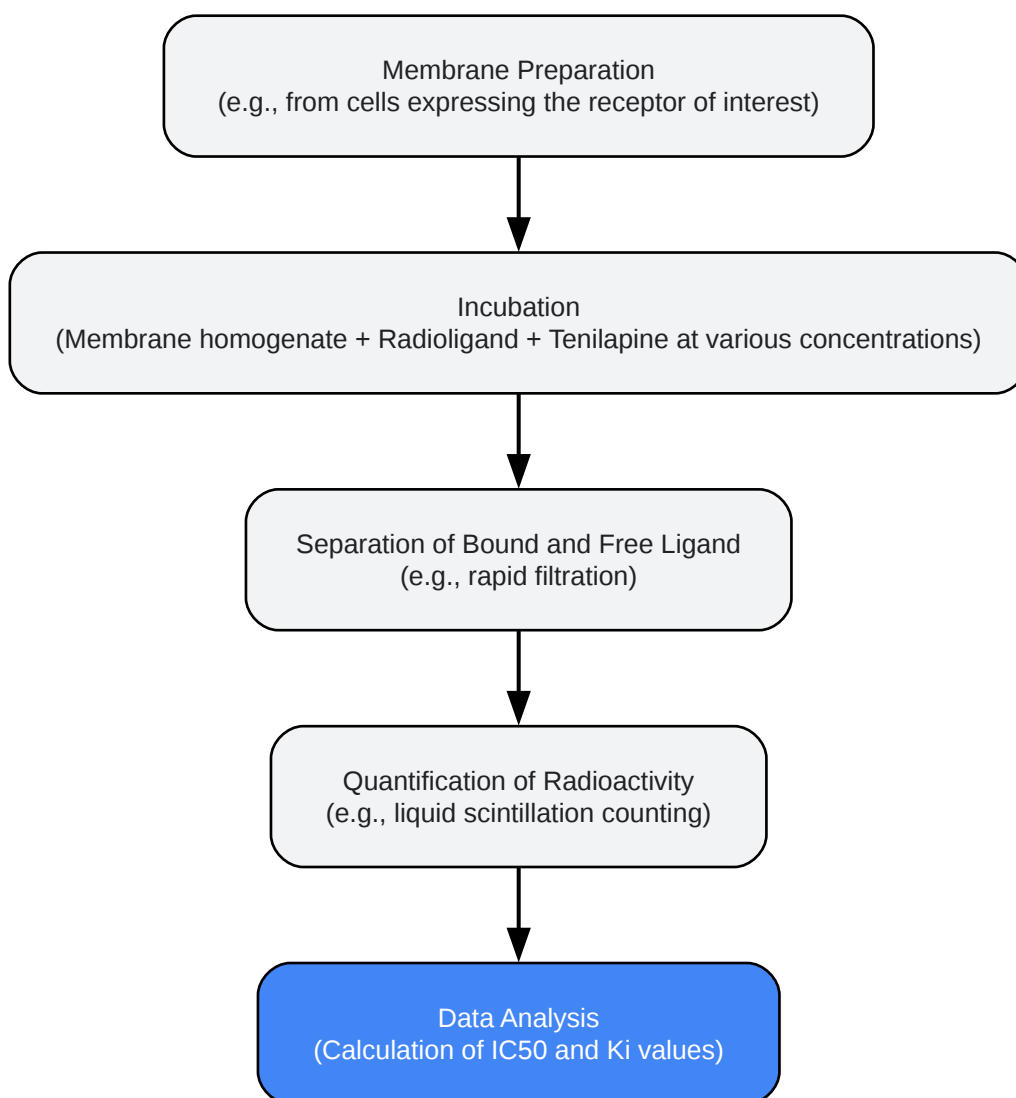 Membrane Preparation
(e.g., from cells expressing the receptor of interest)
Incubation
(Membrane homogenate + Radioligand + Tenilapine at various concentrations)
Separation of Bound and Free Ligand
(e.g., rapid filtration)
Quantification of Radioactivity
(e.g., liquid scintillation counting)
Data Analysis
(Calculation of IC50 and Ki values)